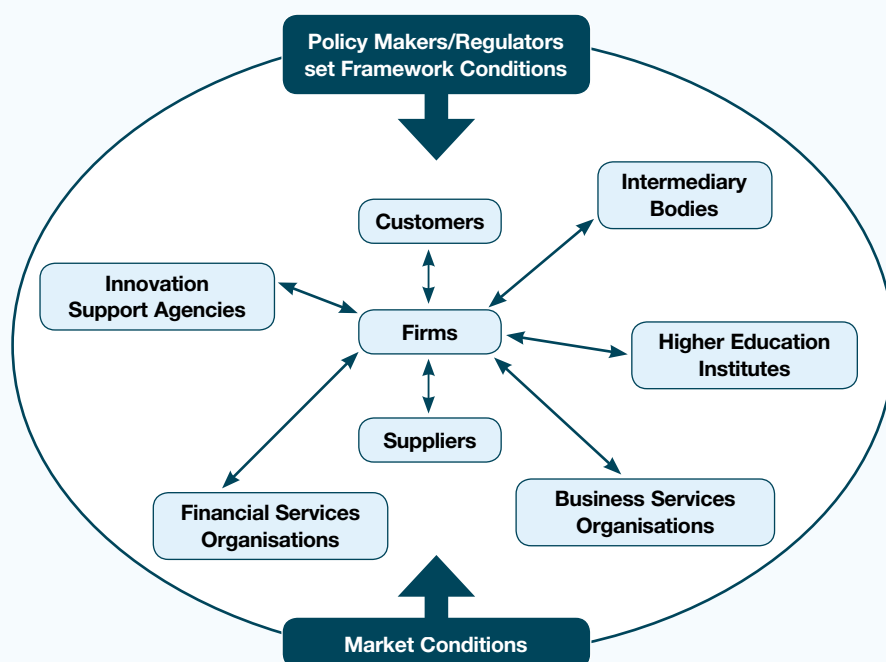 Policy Makers/Regulators
set Framework Conditions
Intermediary
Bodies
Customers
Innovation
Support Agencies
Firms
Higher Education
Institutes
Suppliers
Financial Services
Organisations
Business Services
Organisations
Market Conditions